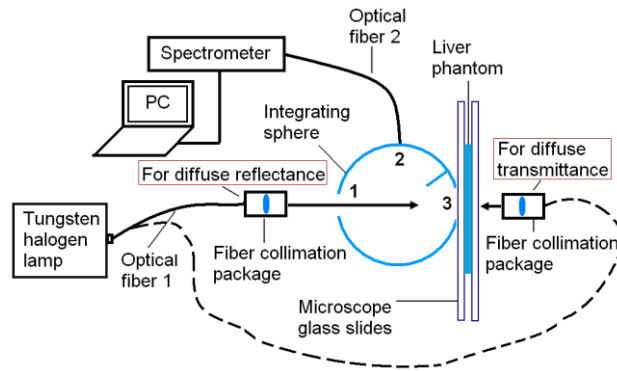 Optical
fiber 2
Liver
phantom
Spectrometer
PC
Integrating
sphere
2
For diffuse
transmittance
For diffuse reflectance
1
3
Tungsten
halogen
lamp
Optical
fiber 1
Fiber collimation
package
Fiber collimation
package
Microscope
glass slides